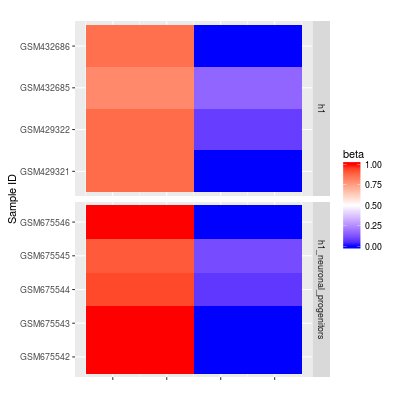 GSM432686
GSM432685
GSM429322
GSM429321
h1
GSM675546
GSM675545
GSM675544
GSM675543
GSM675542
h1_neuronal_progenitors
Sample ID
beta
1.00
0.75
0.50
0.25
0.00